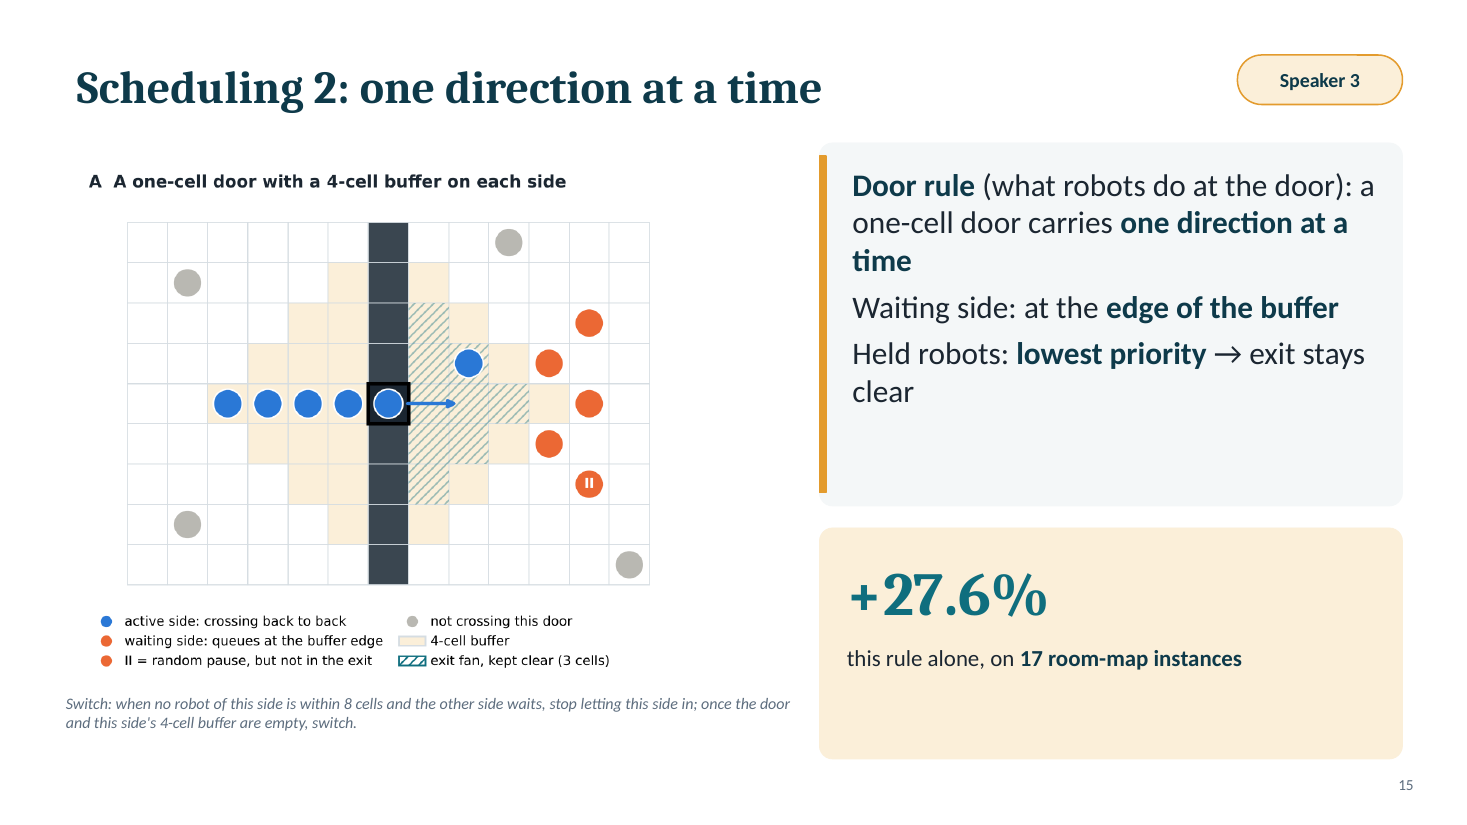 Scheduling 2: one direction at a time
Speaker 3
A A one-cell door with a 4-cell buffer on each side
II
active side: crossing back to back
waiting side: queues at the buffer edge
II = random pause, but not in the exit
not crossing this door
4-cell buffer
exit fan, kept clear (3 cells)
Switch: when no robot of this side is within 8 cells and the other side waits, stop letting this side in; once the door
and this side's 4-cell buffer are empty, switch.
Door rule (what robots do at the door): a
one-cell door carries one direction at a
time
Waiting side: at the edge of the buffer
Held robots: lowest priority → exit stays
clear
+27.6%
this rule alone, on 17 room-map instances
15